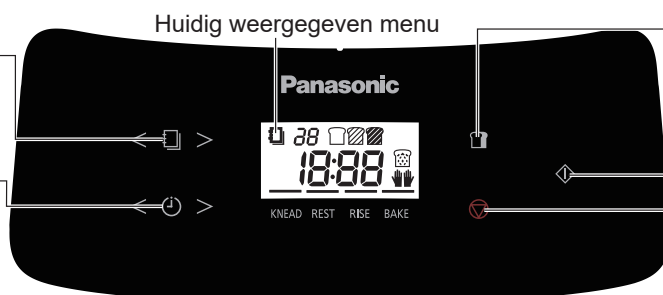 Huidig weergegeven menu
Panasonic
38
18:88
KNEAD REST RISE BAKE